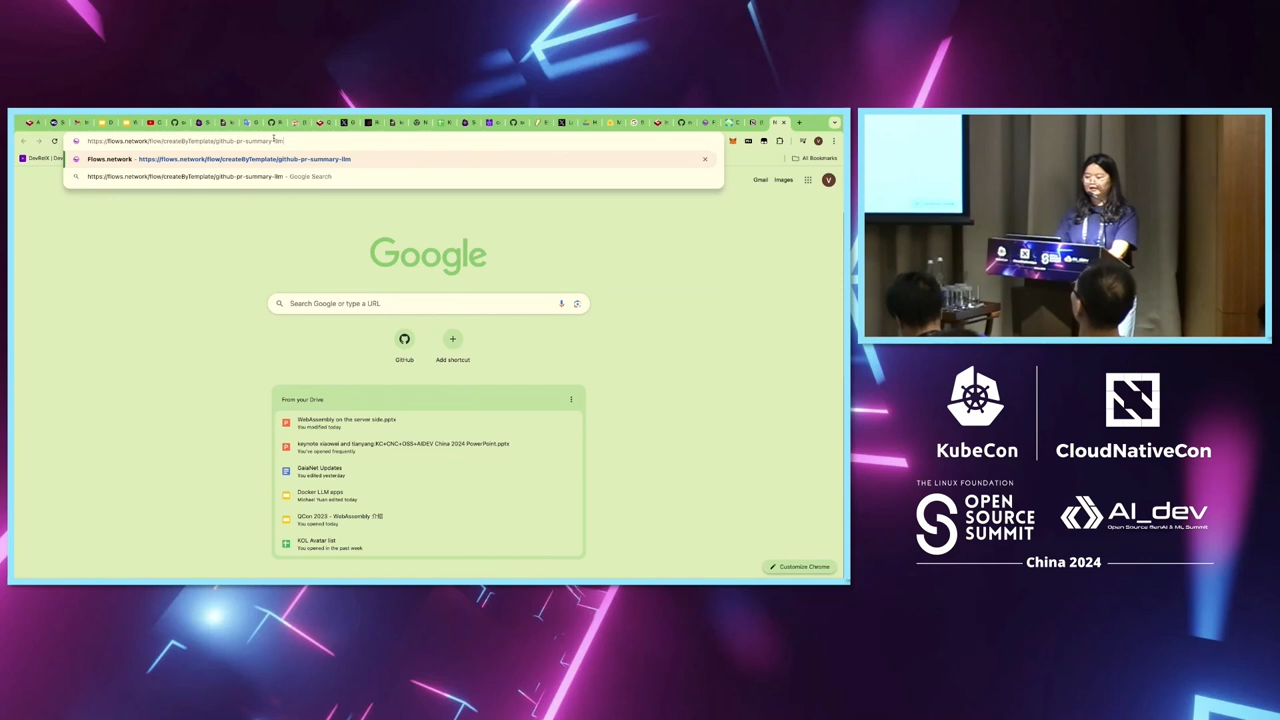 https://flows.network/flow/createByTemplate/github-pr-summary-llm
DevRelX | Dev
Flows.network - https://flows.network/flow/createByTemplate/github-pr-summary-llm
All Bookmarks
https://flows.network/flow/createByTemplate/github-pr-summary-llm - Google Search
Gmail Images V
Google
Search Google or type a URL
GitHub
Add shortcut
From your Drive
WebAssembly on the server side.pptx
You modified today
keynote xiaowei and tianyang:KC+CNC+OSS+AIDEV China 2024 PowerPoint.pptx
You've opened frequently
GaiaNet Updates
You edited yesterday
Docker LLM apps
Michael Yuan edited today
QCon 2023 - WebAssembly 介绍
You opened today
KOL Avatar list
You opened in the past week
Customize Chrome
KubeCon
CloudNativeCon
THE LINUX FOUNDATION
OPEN
SOURCE
SUMMIT
AI_dev
Open Source GenAI & ML Summit
China 2024